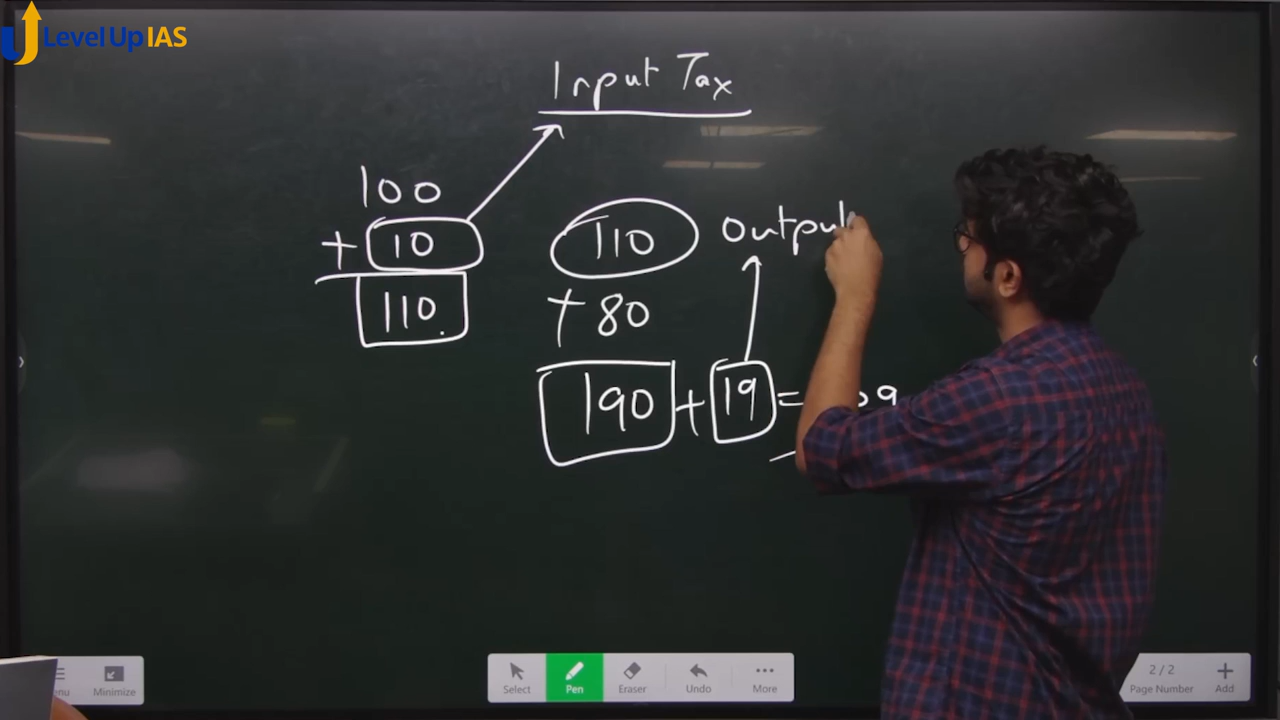 Level Up IAS
Input Tax
100
+ 10
110
110
+ 80
190 + 19 = 09
Output
Minimize
Select
Pen
Eraser
Undo
More
2 / 2
Page Number
Add